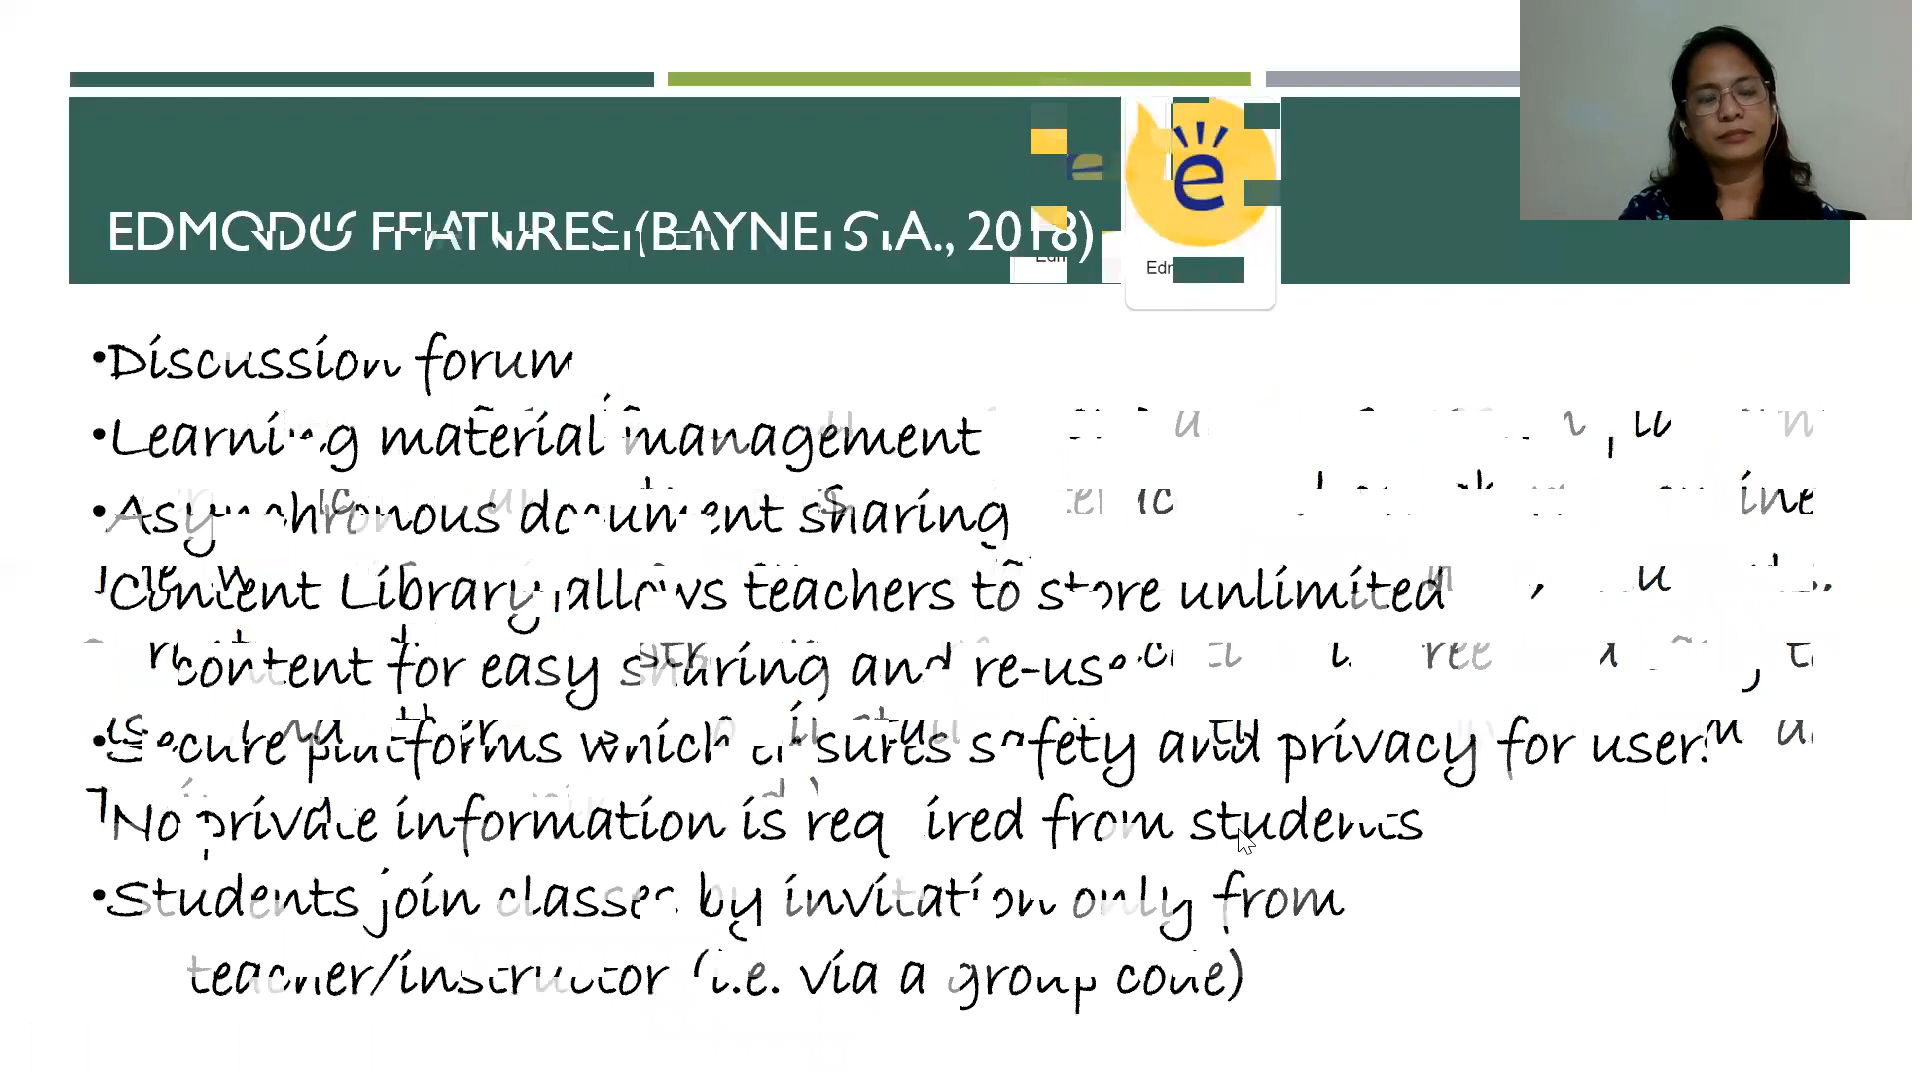 EDMODO FEATURES (BAYNE, S.A., 2018)
•Discussion forum
•Learning material management
•Asynchronous document sharing
Content Library allows teachers to store unlimited
content for easy sharing and re-use
•Secure platforms which ensures safety and privacy for user
No private information is required from students
•Students join classes by invitation only from
teacher/instructor (i.e. via a group code)